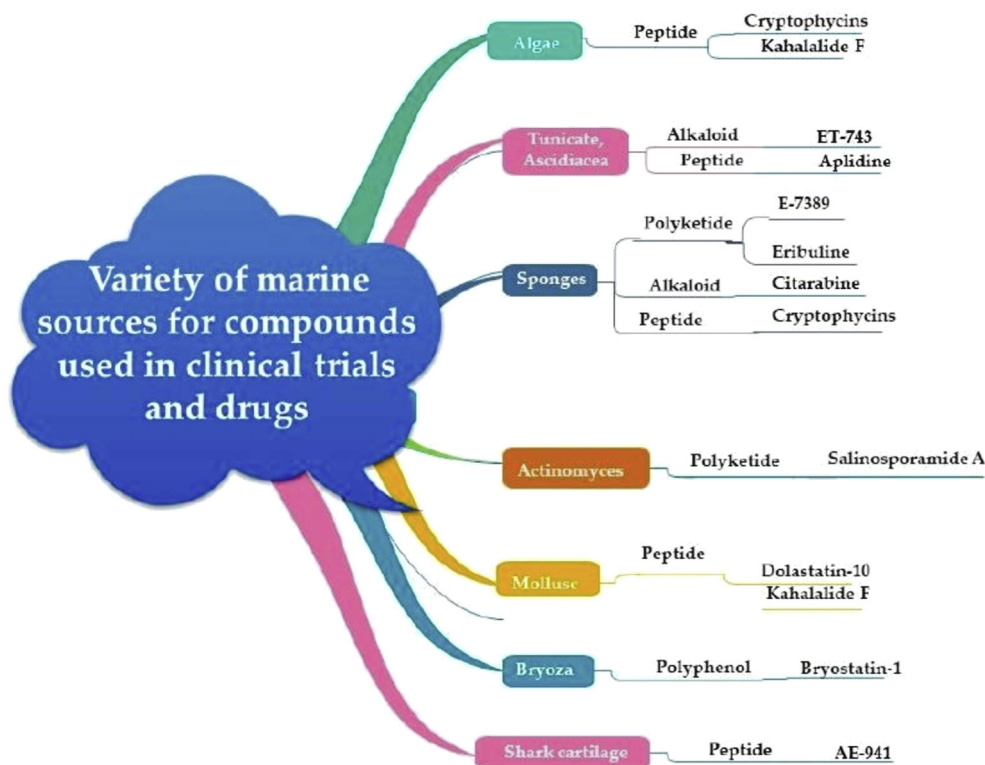 Variety of marine
sources for compounds
used in clinical trials
and drugs
Algae
Peptide
Cryptophycins
Kahalalide F
Tunicate,
Ascidiacea
Alkaloid
ET-743
Peptide
Aplidine
Sponges
Polyketide
E-7389
Eribuline
Alkaloid
Citarabine
Peptide
Cryptophycins
Actinomyces
Polyketide
Salinosporamide A
Mollusc
Peptide
Dolastatin-10
Kahalalide F
Bryoza
Polyphenol
Bryostatin-1
Shark cartilage
Peptide
AE-941